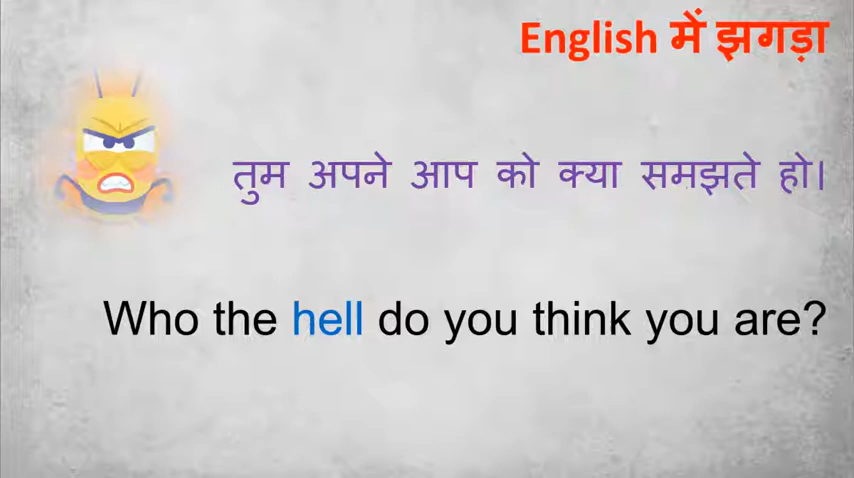 English में झगड़ा
तुम अपने आप को क्या समझते हो।
Who the hell do you think you are?